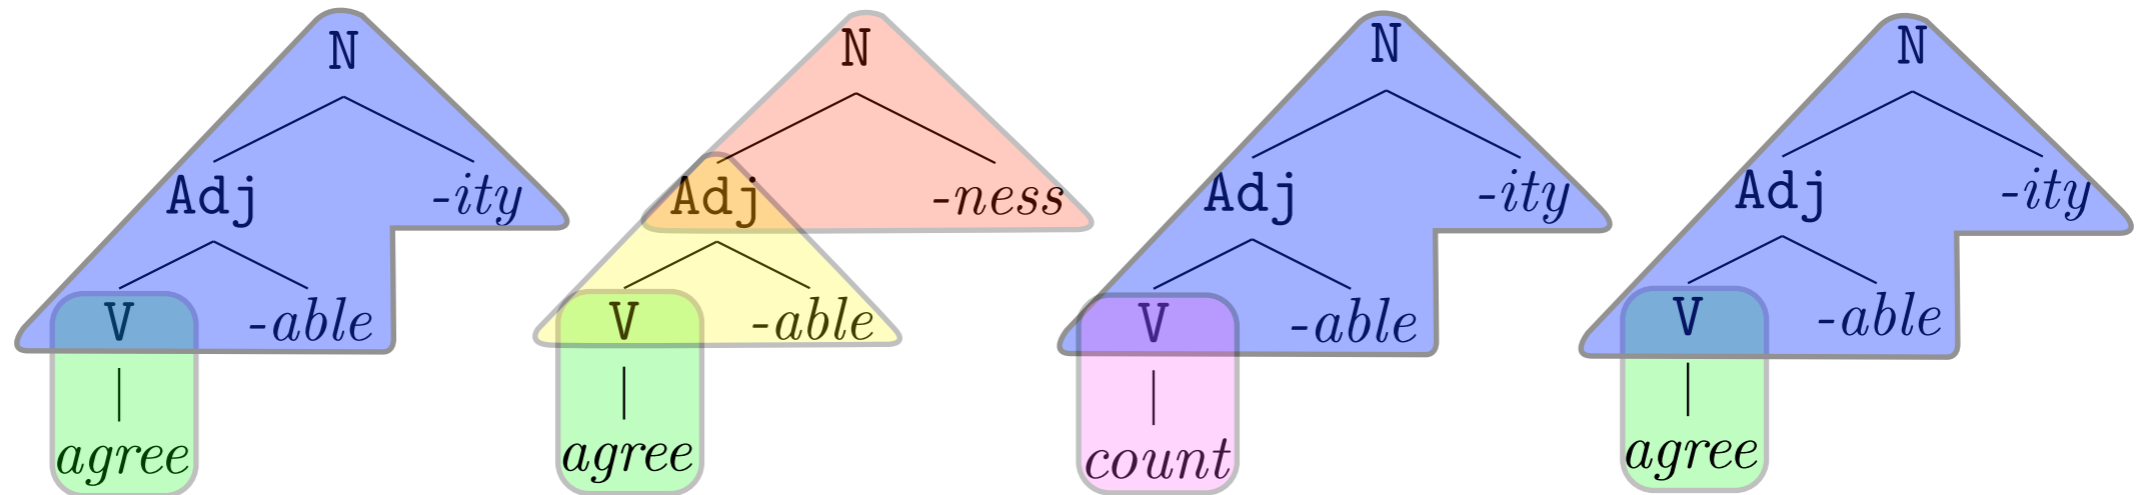 N N N N
Adj -ity Adj -ness Adj -ity Adj -ity
V -able V -able V -able V -able
agree agree count agree